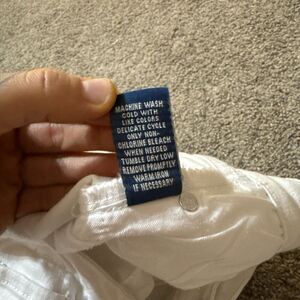 MACHINE WASH
COLD WITH
LIKE COLORS
DELICATE CYCLE
ONLY NON-
CHLORINE BLEACH
WHEN NEEDED
TUMBLE DRY LOW
REMOVE PROMPTLY
WARM IRON
IF NECESSARY